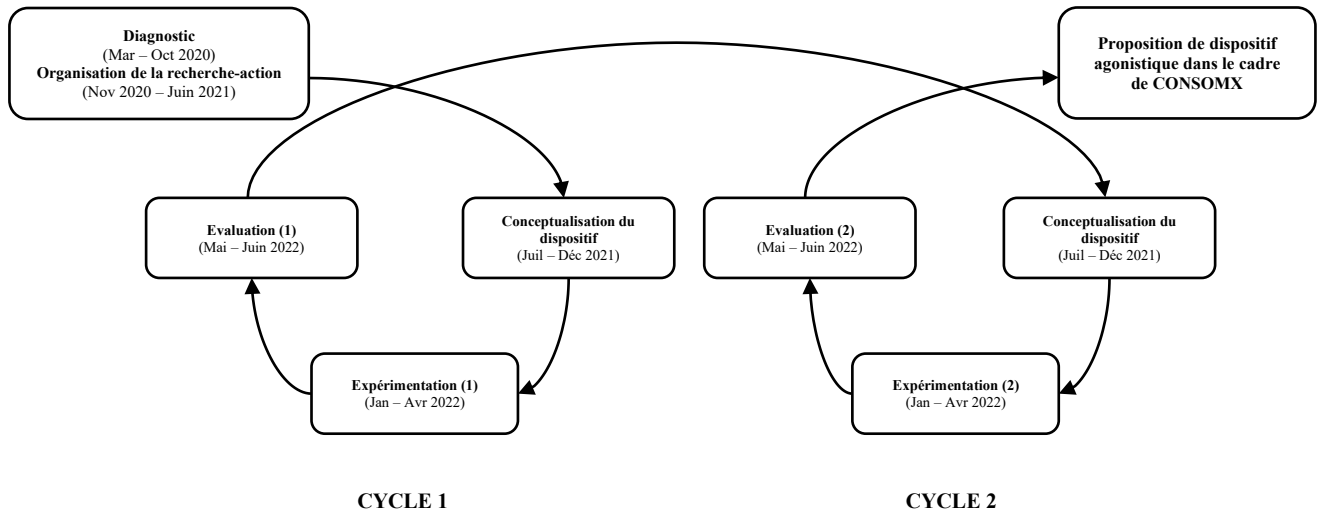 Diagnostic
(Mar – Oct 2020)
Organisation de la recherche-action
(Nov 2020 – Juin 2021)
Proposition de dispositif
agonistique dans le cadre
de CONSOMX
Evaluation (1)
(Mai – Juin 2022)
Conceptualisation du
dispositif
(Juil – Déc 2021)
Evaluation (2)
(Mai – Juin 2022)
Conceptualisation du
dispositif
(Juil – Déc 2021)
Expérimentation (1)
(Jan – Avr 2022)
Expérimentation (2)
(Jan – Avr 2022)
CYCLE 1
CYCLE 2